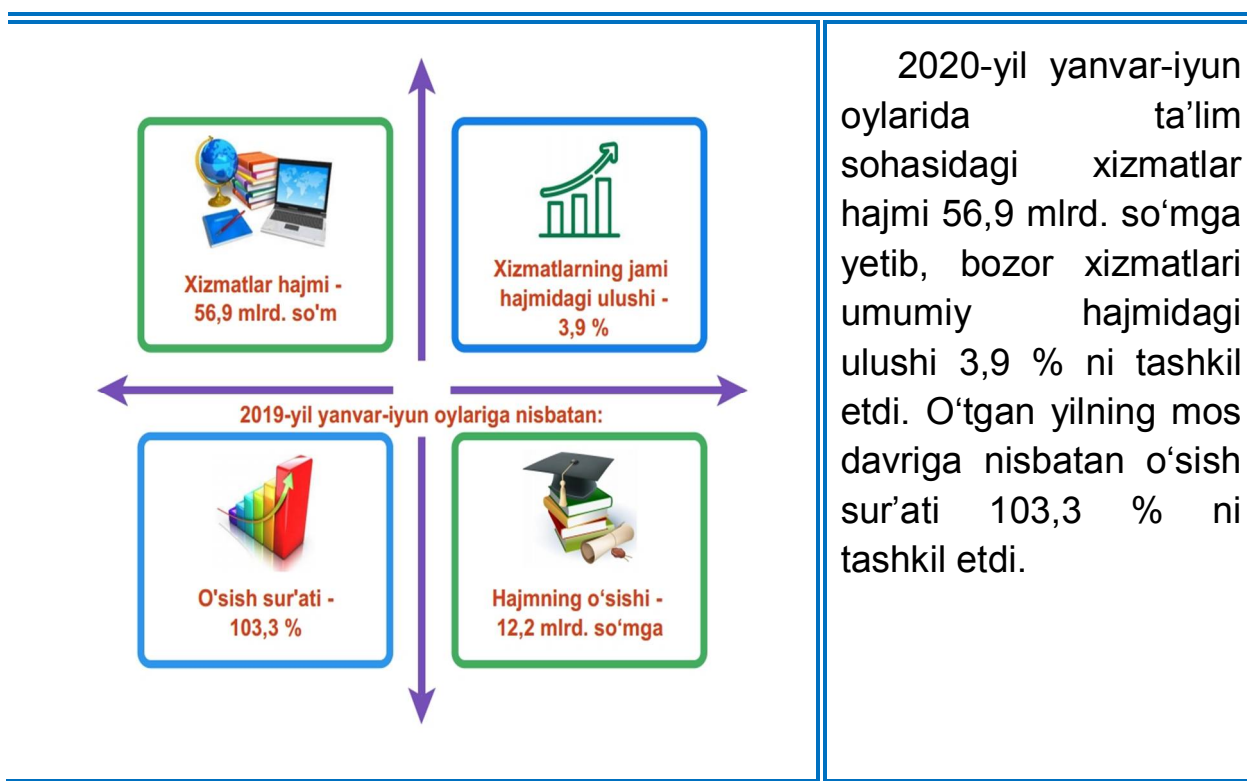 Xizmatlar hajmi -
56,9 mlrd. so'm
Xizmatlarning jami
hajmidagi ulushi -
3,9 %
2019-yil yanvar-iyun oylariga nisbatan:
O'sish sur'ati -
103,3 %
Hajmning o‘sishi -
12,2 mlrd. so‘mga
2020-yil yanvar-iyun
oylarida ta’lim
sohasidagi xizmatlar
hajmi 56,9 mlrd. so‘mga
yetib, bozor xizmatlari
umumiy hajmidagi
ulushi 3,9 % ni tashkil
etdi. O‘tgan yilning mos
davriga nisbatan o‘sish
sur’ati 103,3 % ni
tashkil etdi.